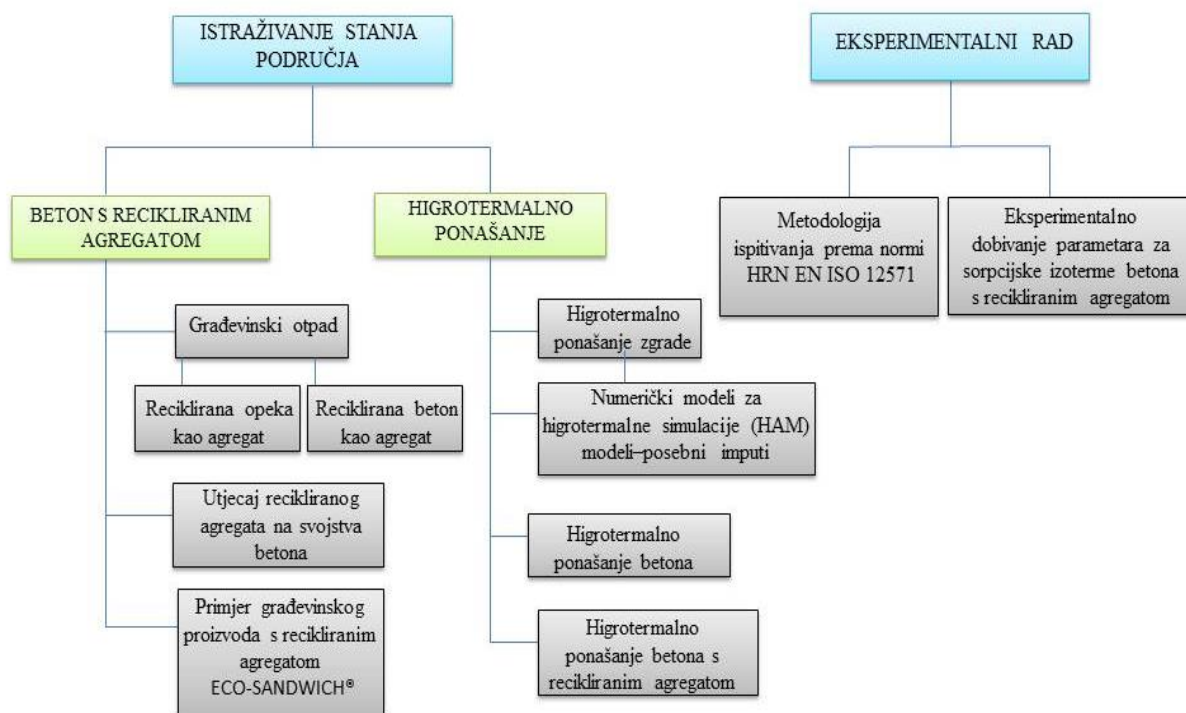 ISTRAŽIVANJE STANJA
PODRUČJA
BETON S RECIKLIRANIM
AGREGATOM
Građevinski otpad
Reciklirana opeka
kao agregat
Reciklirana beton
kao agregat
Utjecaj recikliranog
agregata na svojstva
betona
Primjer građevinskog
proizvoda s recikliranim
agregatom
ECO-SANDWICH®
HIGROTERMALNO
PONAŠANJE
Higrotermalno
ponašanje zgrade
Numerički modeli za
higrotermalne simulacije (HAM)
modeli–posebni imputi
Higrotermalno
ponašanje betona
Higrotermalno
ponašanje betona s
recikliranim agregatom
EKSPERIMENTALNI RAD
Metodologija
ispitivanja prema normi
HRN EN ISO 12571
Eksperimentalno
dobivanje parametara za
sorpcijske izoterme betona
s recikliranim agregatom